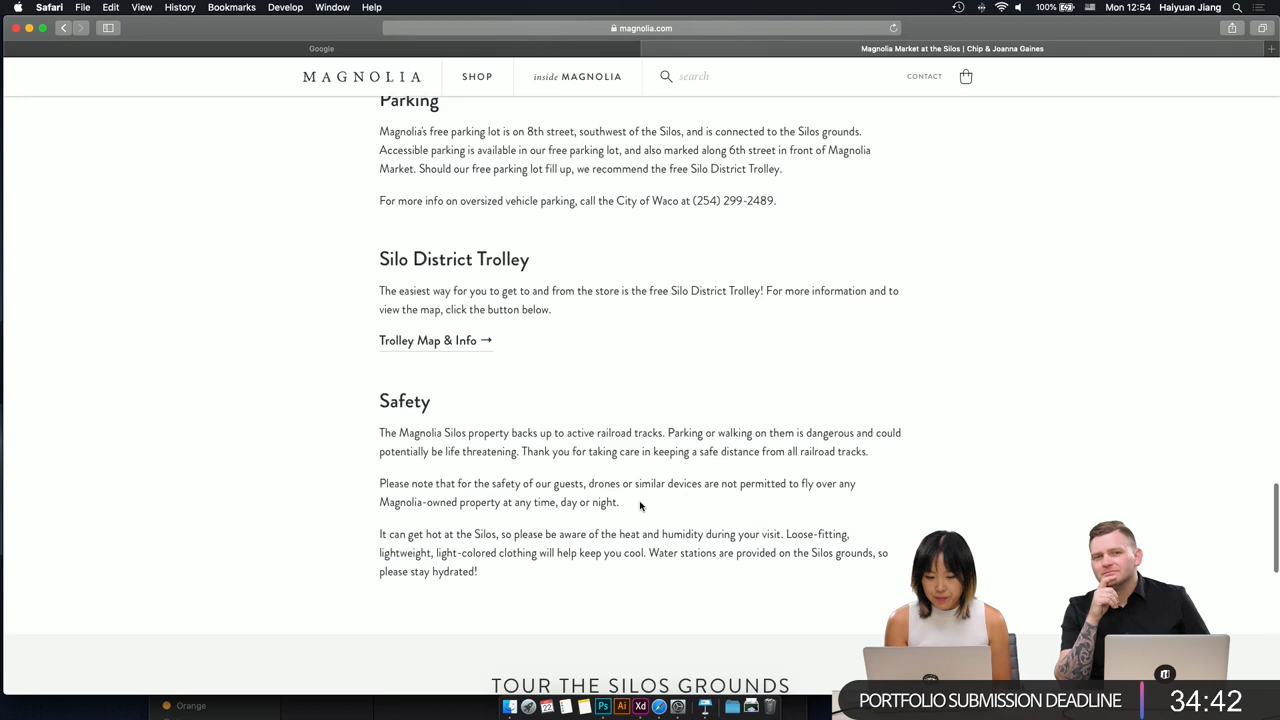 Safari File Edit View History Bookmarks Develop Window Help
100% Mon 12:54 Haiyuan Jiang
magnolia.com
Google
Magnolia Market at the Silos | Chip & Joanna Gaines
MAGNOLIA
SHOP
inside MAGNOLIA
search
CONTACT
Parking
Magnolia's free parking lot is on 8th street, southwest of the Silos, and is connected to the Silos grounds.
Accessible parking is available in our free parking lot, and also marked along 6th street in front of Magnolia
Market. Should our free parking lot fill up, we recommend the free Silo District Trolley.
For more info on oversized vehicle parking, call the City of Waco at (254) 299-2489.
Silo District Trolley
The easiest way for you to get to and from the store is the free Silo District Trolley! For more information and to
view the map, click the button below.
Trolley Map & Info →
Safety
The Magnolia Silos property backs up to active railroad tracks. Parking or walking on them is dangerous and could
potentially be life threatening. Thank you for taking care in keeping a safe distance from all railroad tracks.
Please note that for the safety of our guests, drones or similar devices are not permitted to fly over any
Magnolia-owned property at any time, day or night.
It can get hot at the Silos, so please be aware of the heat and humidity during your visit. Loose-fitting,
lightweight, light-colored clothing will help keep you cool. Water stations are provided on the Silos grounds, so
please stay hydrated!
TOUR THE SILOS GROUNDS
Orange
Ps Ai Xd
PORTFOLIO SUBMISSION DEADLINE
34:42